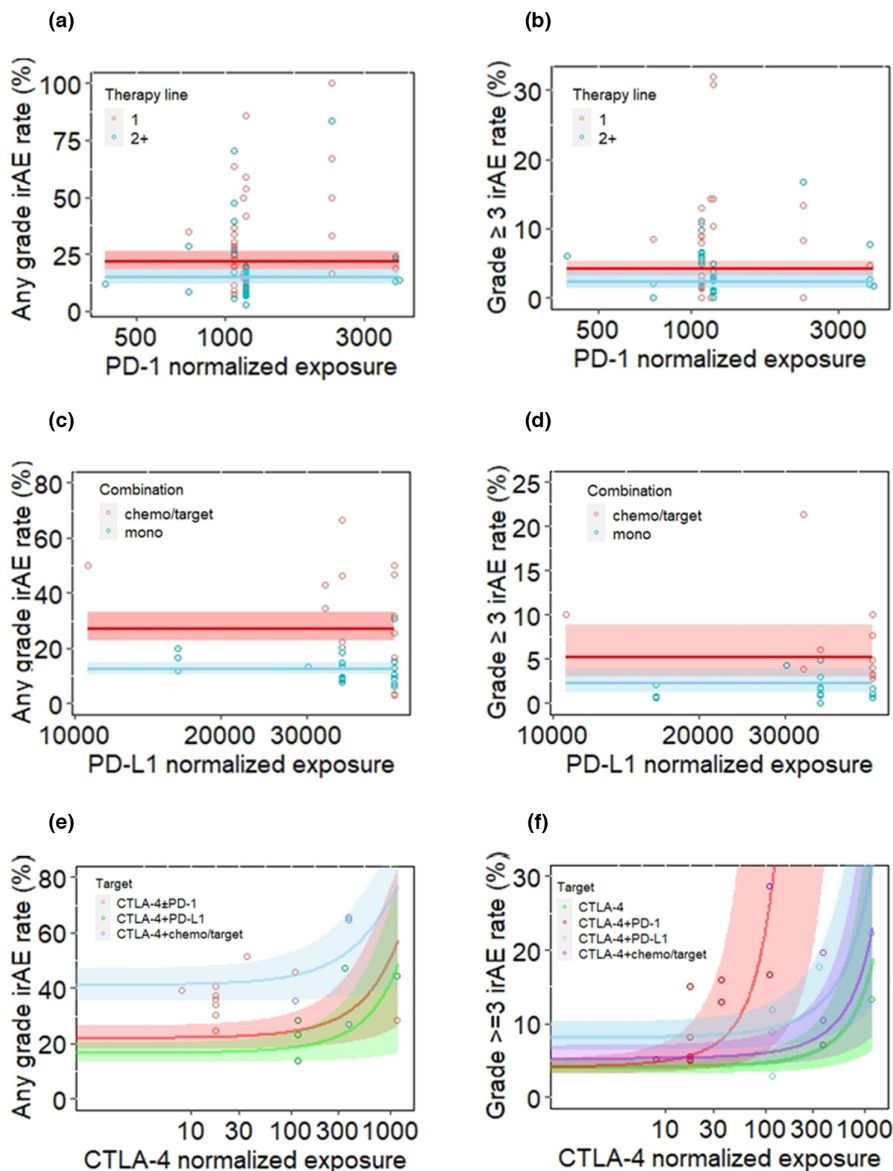 (a)
Any grade irAE rate (%)
100
75
50
25
0
Therapy line
1
2+
500 1000 3000
PD-1 normalized exposure
(b)
Grade ≥ 3 irAE rate (%)
30
20
10
0
Therapy line
1
2+
500 1000 3000
PD-1 normalized exposure
(c)
Any grade irAE rate (%)
80
60
40
20
0
Combination
chemo/target
mono
10000 20000 30000
PD-L1 normalized exposure
(d)
Grade ≥ 3 irAE rate (%)
25
20
15
10
5
0
Combination
chemo/target
mono
10000 20000 30000
PD-L1 normalized exposure
(e)
Any grade irAE rate (%)
80
60
40
20
0
Target
CTLA-4±PD-1
CTLA-4+PD-L1
CTLA-4+chemo/target
10 30 100 300 1000
CTLA-4 normalized exposure
(f)
Grade >=3 irAE rate (%)
30
20
10
0
Target
CTLA-4
CTLA-4+PD-1
CTLA-4+PD-L1
CTLA-4+chemo/target
10 30 100 300 1000
CTLA-4 normalized exposure